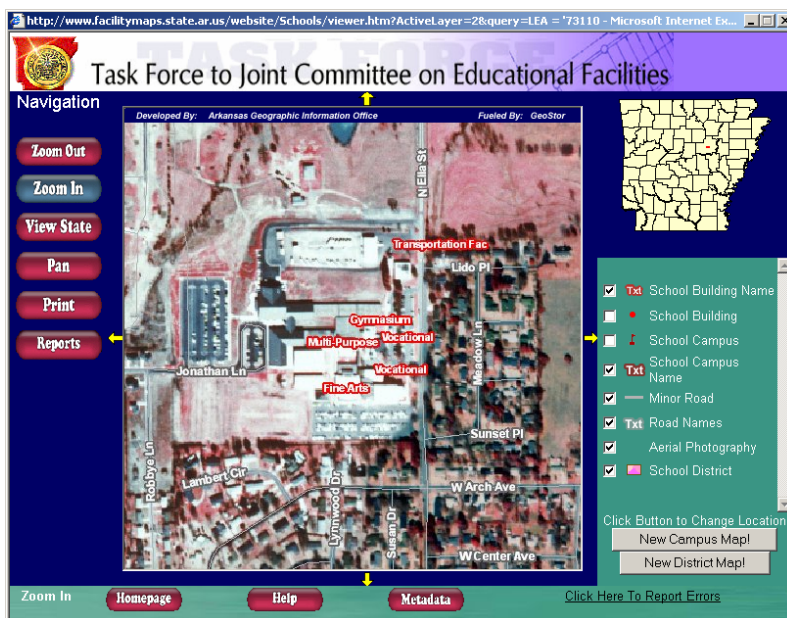 http://www.facilitymaps.state.ar.us/website/Schools/viewer.htm?ActiveLayer=2&query=LEA = '73110 - Microsoft Internet Ex...
TASK FORCE
Task Force to Joint Committee on Educational Facilities
Navigation
Zoom Out
Zoom In
View State
Pan
Print
Reports
Developed By: Arkansas Geographic Information Office
Fueled By: GeoStor
N Ella St
Transportation Fac
Lido Pl
Gymnasium
Vocational
Multi-Purpose
Meadow Ln
Jonathan Ln
Vocational
Fine Arts
Sunset Pl
Robbye Ln
Lambert Cir
Lynnwood Dr
Susan Dr
W Arch Ave
W Center Ave
Txt School Building Name
School Building
School Campus
Txt School Campus
Name
Minor Road
Txt Road Names
Aerial Photography
School District
Click Button to Change Location
New Campus Map!
New District Map!
Zoom In
Homepage
Help
Metadata
Click Here To Report Errors